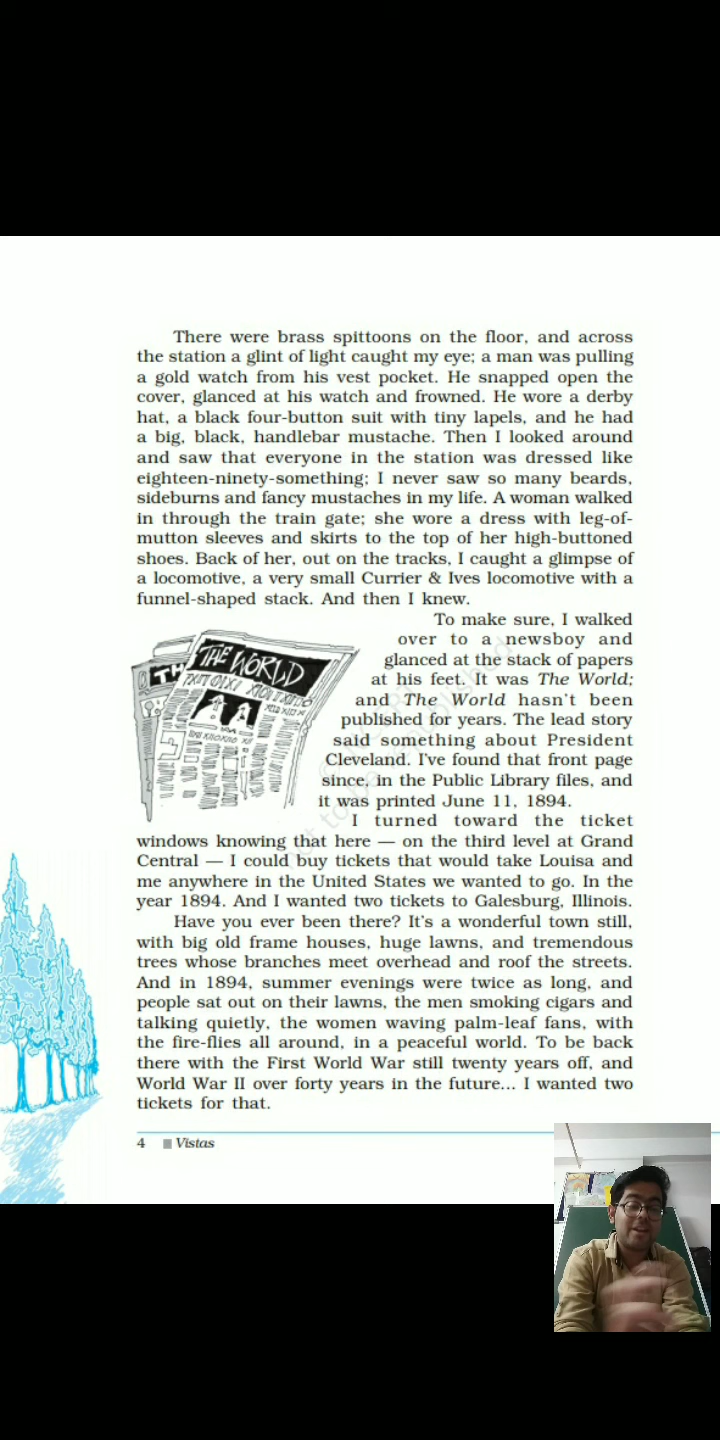 There were brass spittoons on the floor, and across
the station a glint of light caught my eye; a man was pulling
a gold watch from his vest pocket. He snapped open the
cover, glanced at his watch and frowned. He wore a derby
hat, a black four-button suit with tiny lapels, and he had
a big, black, handlebar mustache. Then I looked around
and saw that everyone in the station was dressed like
eighteen-ninety-something; I never saw so many beards,
sideburns and fancy mustaches in my life. A woman walked
in through the train gate; she wore a dress with leg-of-
mutton sleeves and skirts to the top of her high-buttoned
shoes. Back of her, out on the tracks, I caught a glimpse of
a locomotive, a very small Currier & Ives locomotive with a
funnel-shaped stack. And then I knew.
To make sure, I walked
over to a newsboy and
glanced at the stack of papers
at his feet. It was The World;
and The World hasn't been
published for years. The lead story
said something about President
Cleveland. I've found that front page
since, in the Public Library files, and
it was printed June 11, 1894.
TH
THE WORLD
I turned toward the ticket
windows knowing that here — on the third level at Grand
Central — I could buy tickets that would take Louisa and
me anywhere in the United States we wanted to go. In the
year 1894. And I wanted two tickets to Galesburg, Illinois.
Have you ever been there? It's a wonderful town still,
with big old frame houses, huge lawns, and tremendous
trees whose branches meet overhead and roof the streets.
And in 1894, summer evenings were twice as long, and
people sat out on their lawns, the men smoking cigars and
talking quietly, the women waving palm-leaf fans, with
the fire-flies all around, in a peaceful world. To be back
there with the First World War still twenty years off, and
World War II over forty years in the future... I wanted two
tickets for that.
4 Vistas